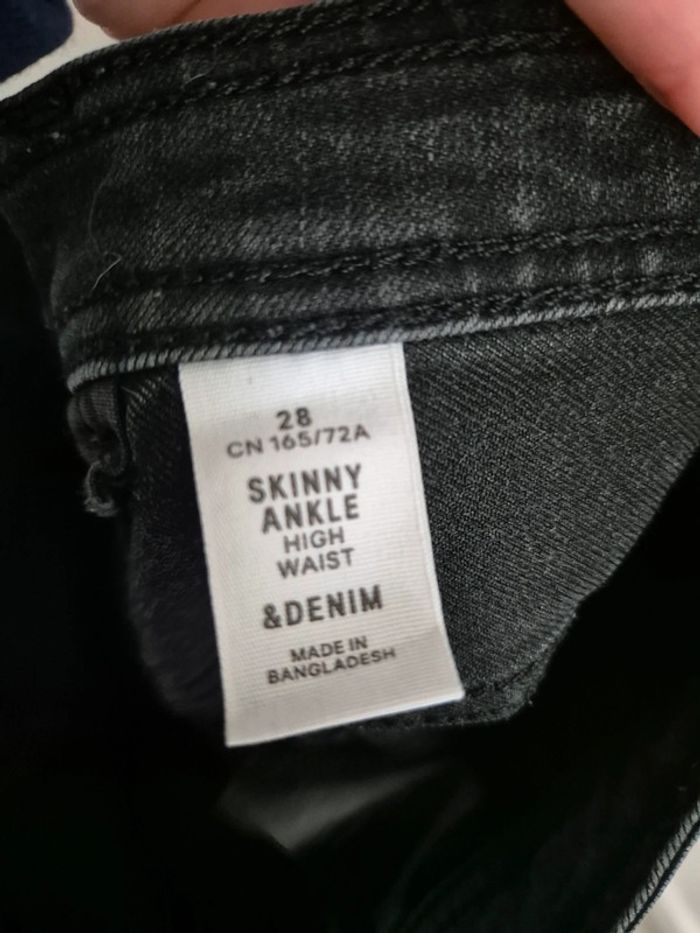 28
CN 165/72A
SKINNY
ANKLE
HIGH
WAIST
&DENIM
MADE IN
BANGLADESH